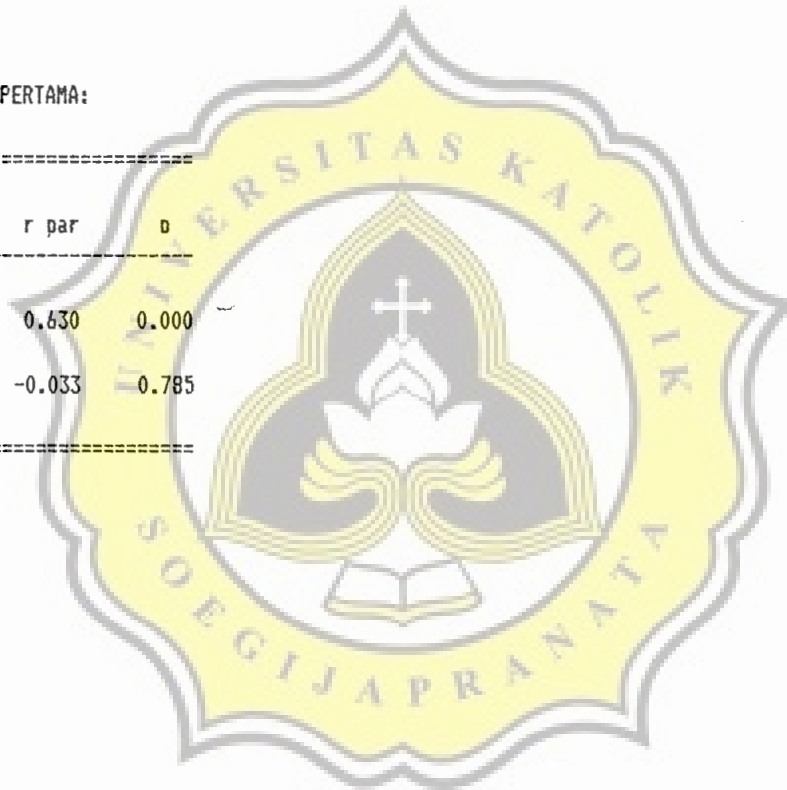 PERTAMA:
==================
r par p
------------------
0.630 0.000
-0.033 0.785
==================
UNIVERSITAS KATOLIK
SOEGIJAPRANATA